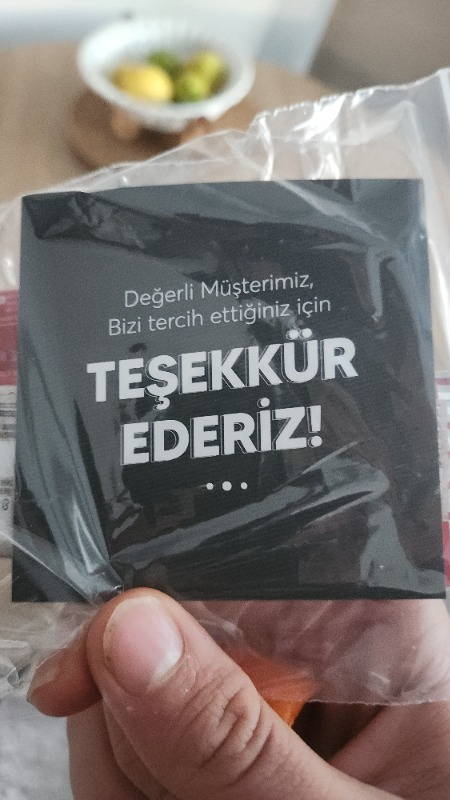 Değerli Müşterimiz,
Bizi tercih ettiğiniz için
TEŞEKKÜR
EDERİZ!